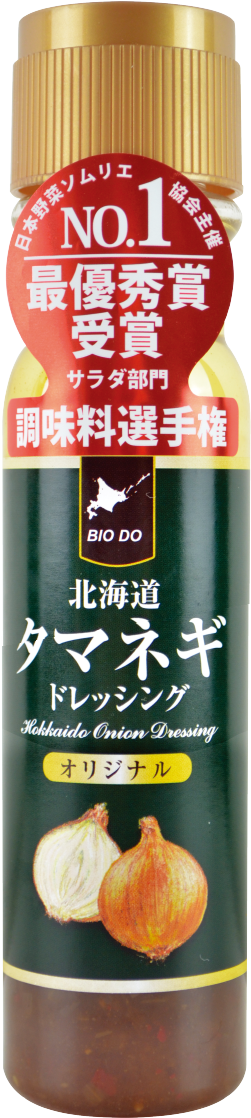 日本野菜ソムリエ協会主催
NO.1
最優秀賞
受賞
サラダ部門
調味料選手権
BIO DO
北海道
タマネギ
ドレッシング
Hokkaido Onion Dressing
オリジナル